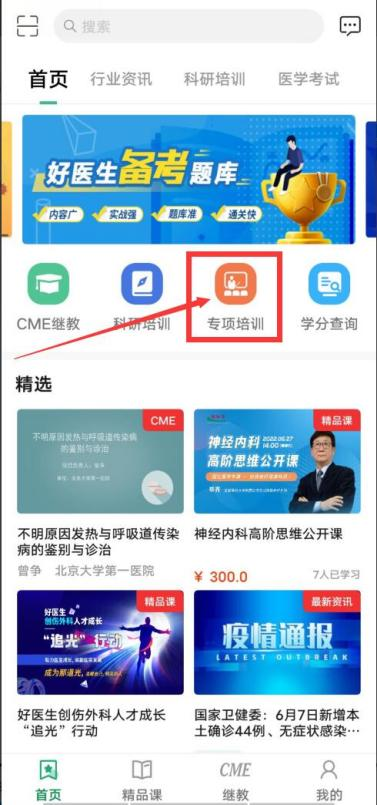 搜索
首页 行业资讯 科研培训 医学考试
好医生备考题库
内容广 实战强 题库准 通关快
CME继教 科研培训 专项培训 学分查询
精选
CME
不明原因发热与呼吸道传染病
的鉴别与诊治
精品课
神经内科 2022.06.27
高阶思维公开课
不明原因发热与呼吸道传染
病的鉴别与诊治
曾争 北京大学第一医院
神经内科高阶思维公开课
¥ 300.0 7人已学习
精品课
好医生
创伤外科人才成长
“追光”行动
成为那道光
最新资讯
疫情通报
LATEST OUTBREAK
好医生创伤外科人才成长
“追光”行动
国家卫健委：6月7日新增本
土确诊44例、无症状感染…
首页 精品课 CME 继教 我的